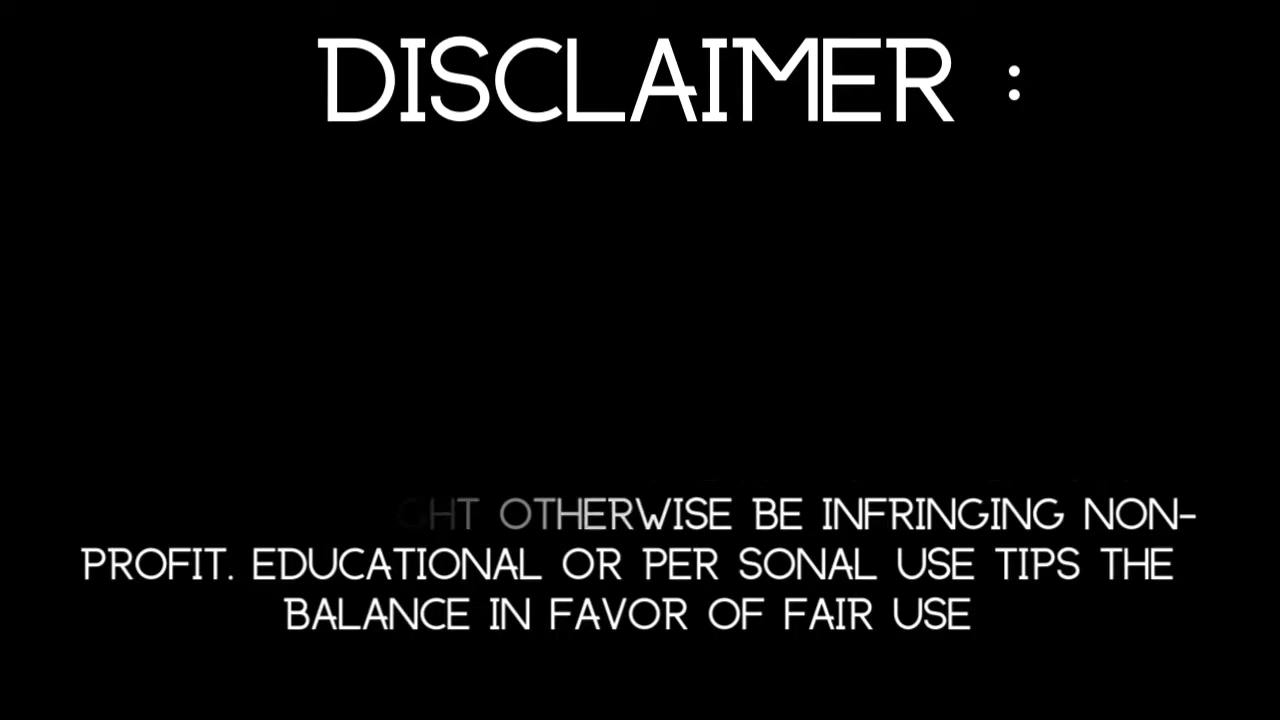 DISCLAIMER :
OTHERWISE BE INFRINGING NON-
PROFIT. EDUCATIONAL OR PER SONAL USE TIPS THE
BALANCE IN FAVOR OF FAIR USE